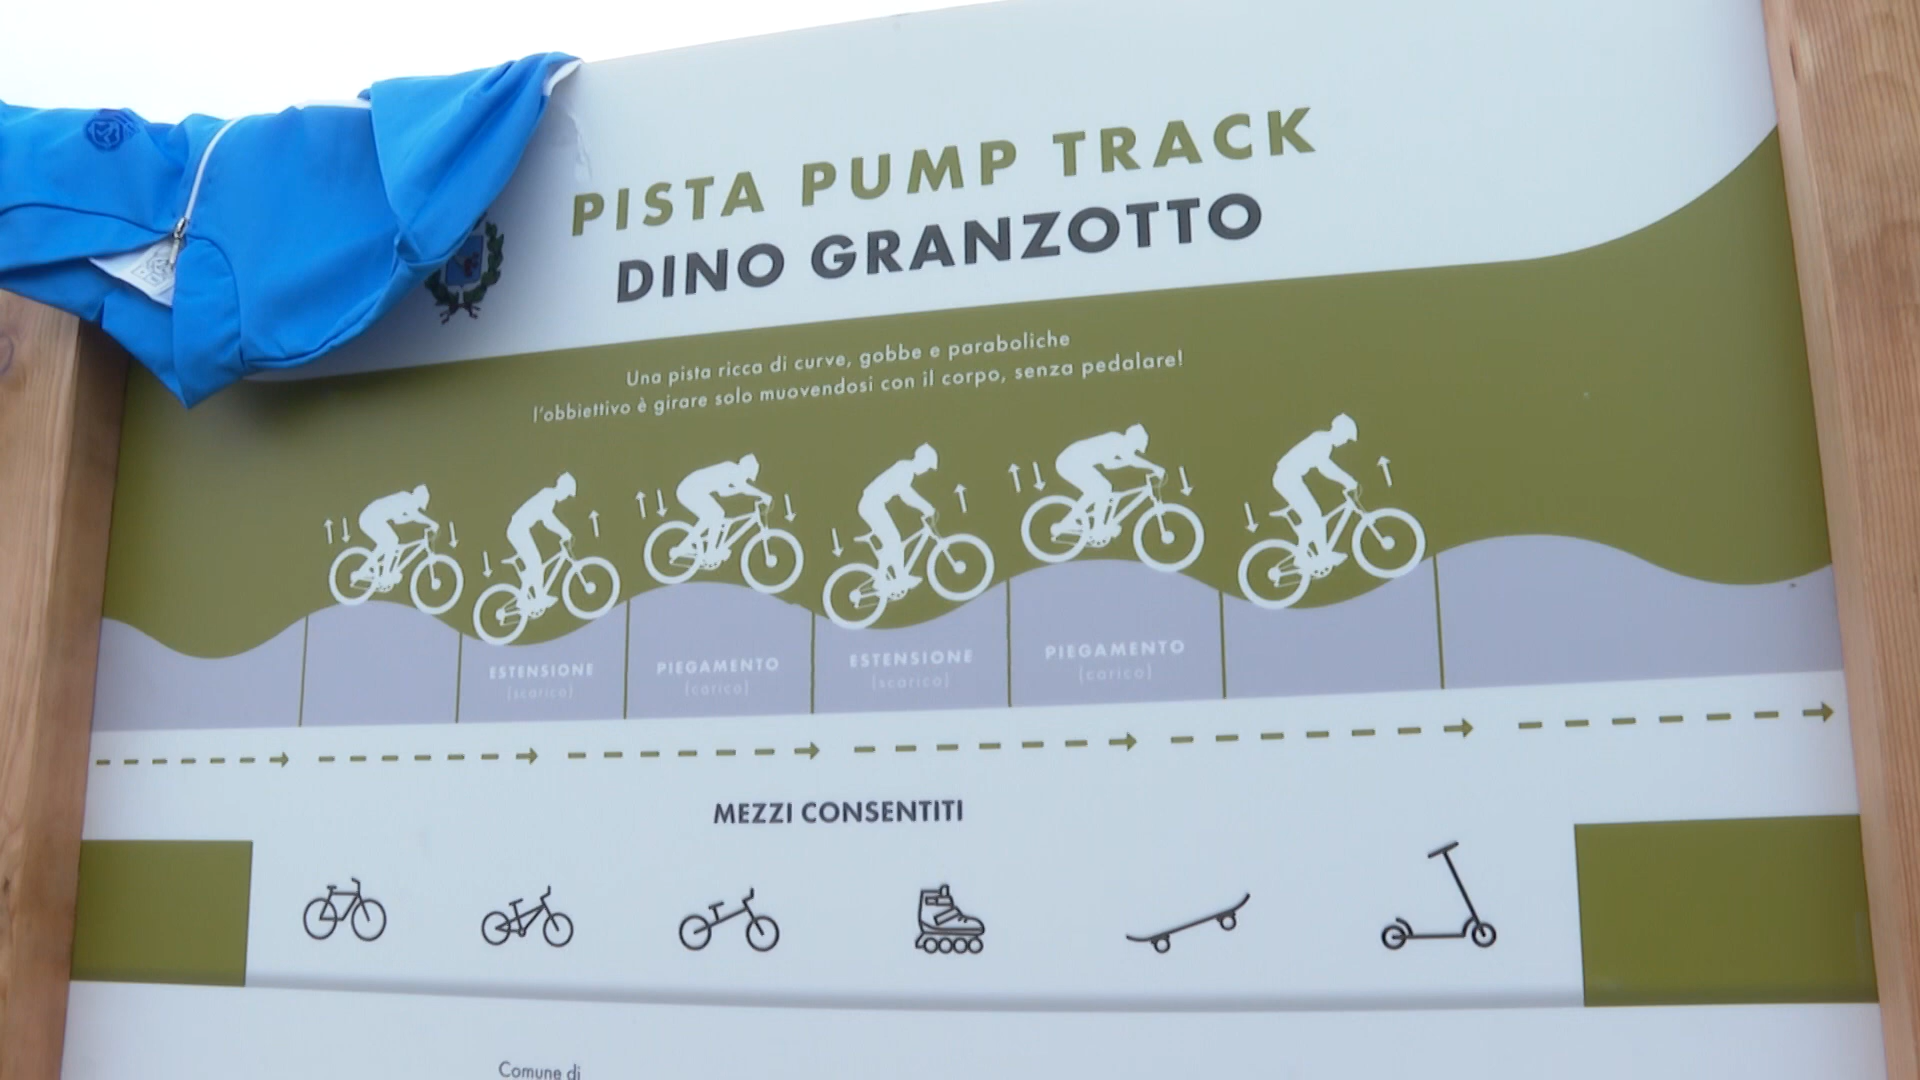 PISTA PUMP TRACK
DINO GRANZOTTO
Una pista ricca di curve, gobbe e paraboliche
l'obbiettivo è girare solo muovendosi con il corpo, senza pedalare!
ESTENSIONE
(scarico)
PIEGAMENTO
(carico)
ESTENSIONE
(scarico)
PIEGAMENTO
(carico)
MEZZI CONSENTITI
Comune di